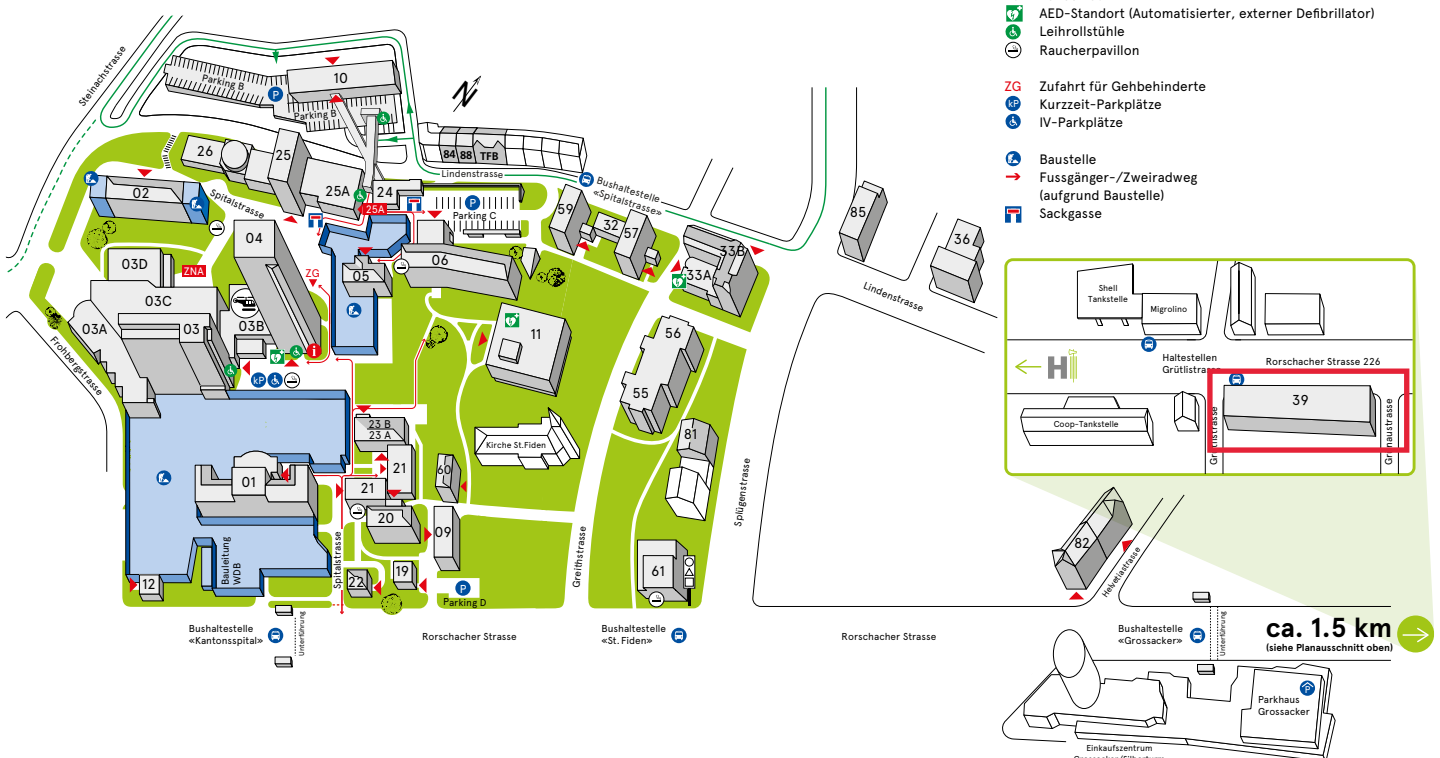 AED-Standort (Automatisierter, externer Defibrillator)
Leihrollstühle
Raucherpavillon
ZG Zufahrt für Gehbehinderte
kP Kurzzeit-Parkplätze
IV-Parkplätze
Baustelle
Fussgänger-/Zweiradweg
(aufgrund Baustelle)
Sackgasse
Steinachstrasse
Parking B
P
10
Parking B
N
84 88 TFB
Lindenstrasse
26
25
25A
24
25A
P
Parking C
Bushaltestelle
«Spitalstrasse»
02
Spitalstrasse
04
ZNA
ZG
03D
03C
03A
03
03B
i
kP
Frohbergstrasse
05
06
59
32
57
33A
33B
85
36
Lindenstrasse
11
56
55
81
Kirche St.Fiden
Splügenstrasse
Greithstrasse
23 B
23 A
21
21
60
20
09
01
Bauleitung
WDB
Spitalstrasse
12
22
19
P
Parking D
61
Bushaltestelle
«Kantonsspital»
Unterführung
Rorschacher Strasse
Bushaltestelle
«St. Fiden»
Rorschacher Strasse
82
Helvetiastrasse
Bushaltestelle
«Grossacker»
Unterführung
ca. 1.5 km
(siehe Planausschnitt oben)
P
Parkhaus
Grossacker
Einkaufszentrum
Shell
Tankstelle
Migrolino
Haltestellen
Grütlistrasse
Rorschacher Strasse 226
H
39
Coop-Tankstelle